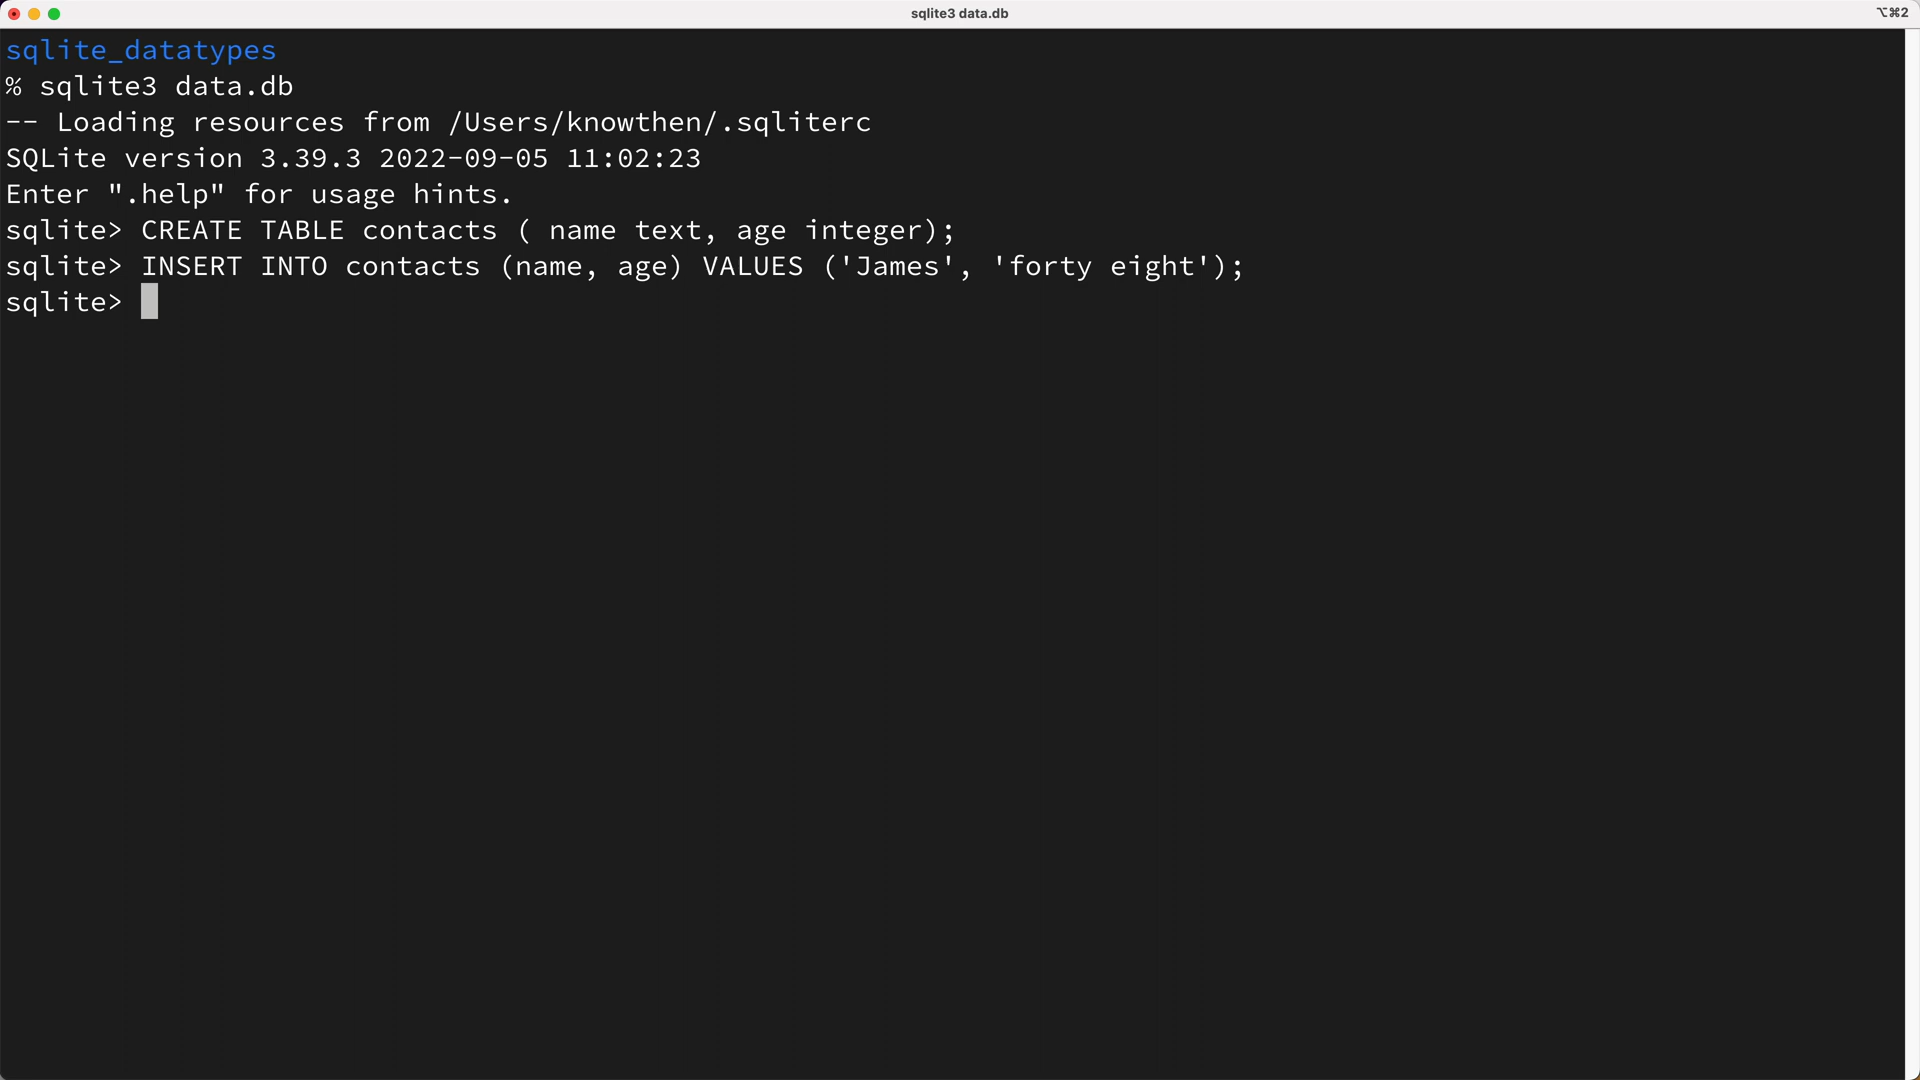 sqlite3 data.db
⌥⌘2
sqlite_datatypes
% sqlite3 data.db
-- Loading resources from /Users/knowthen/.sqliterc
SQLite version 3.39.3 2022-09-05 11:02:23
Enter ".help" for usage hints.
sqlite> CREATE TABLE contacts ( name text, age integer);
sqlite> INSERT INTO contacts (name, age) VALUES ('James', 'forty eight');
sqlite>